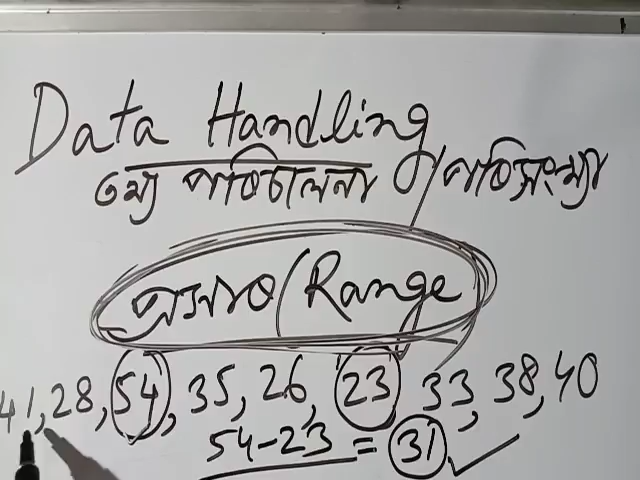 Data Handling
তথ্য পরিচালনা / পরিসংখ্যা
প্রসার / Range
41, 28, 54, 35, 26, 23 33, 38, 40
54-23 = 31 ✓